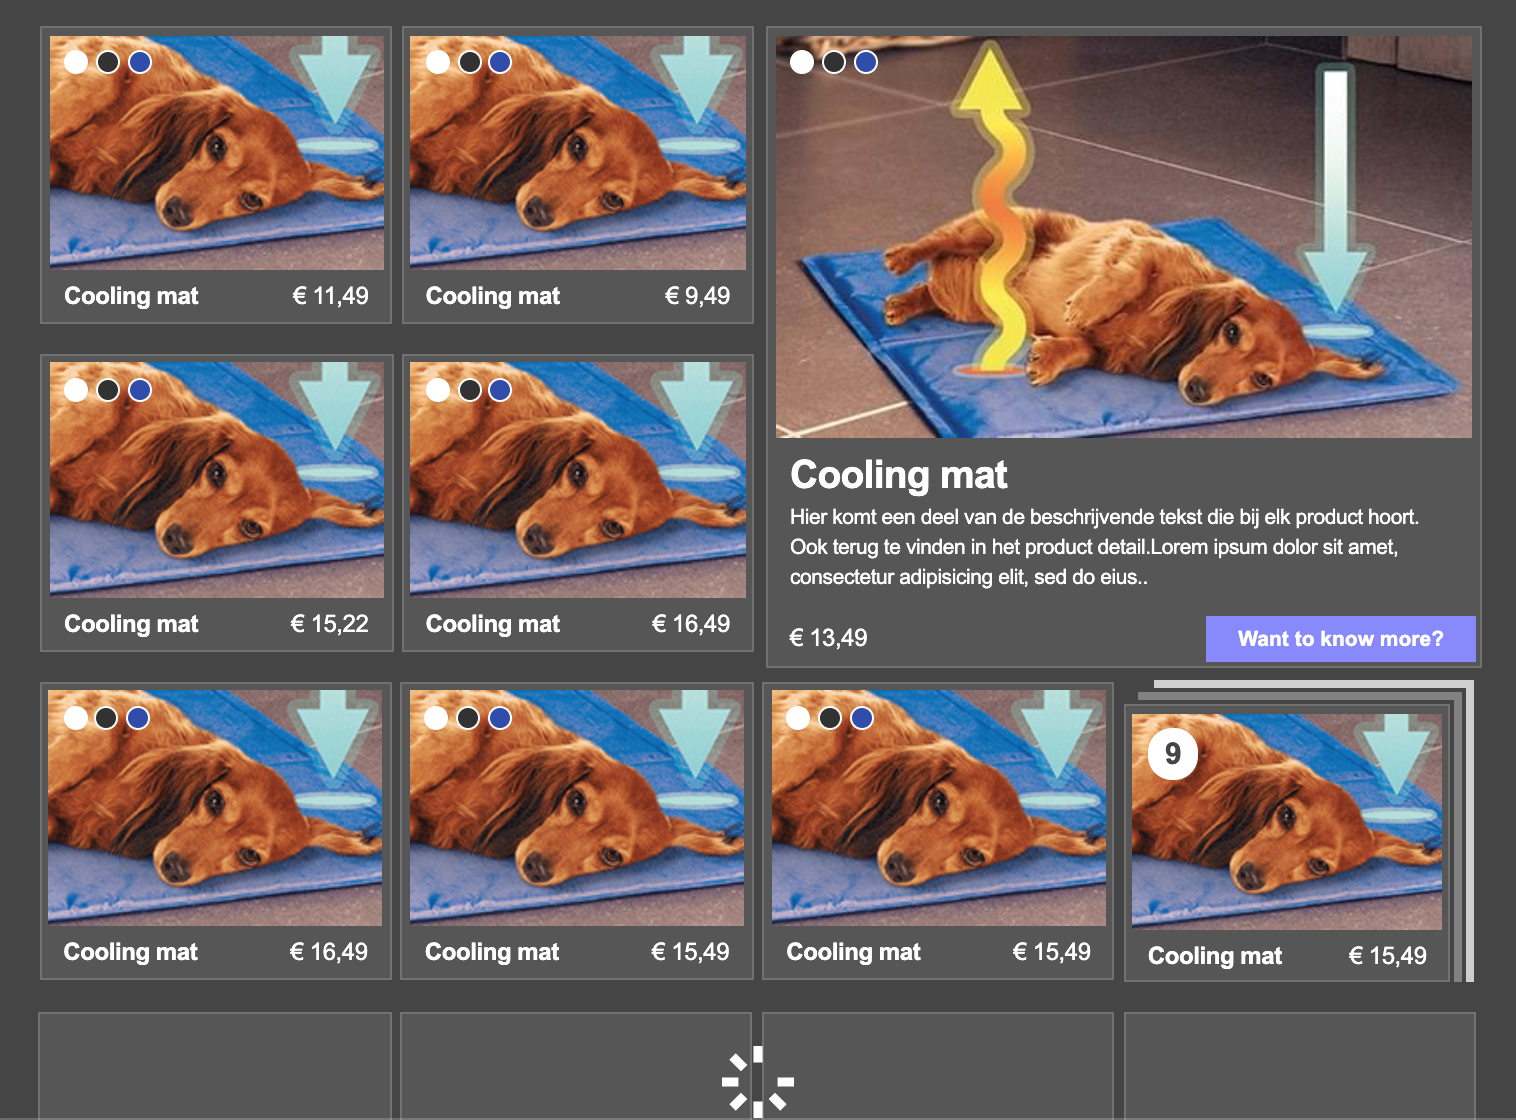 Cooling mat € 11,49
Cooling mat € 9,49
Cooling mat € 15,22
Cooling mat € 16,49
Cooling mat
Hier komt een deel van de beschrijvende tekst die bij elk product hoort.
Ook terug te vinden in het product detail.Lorem ipsum dolor sit amet,
consectetur adipisicing elit, sed do eius..
€ 13,49
Want to know more?
Cooling mat € 16,49
Cooling mat € 15,49
Cooling mat € 15,49
9
Cooling mat € 15,49